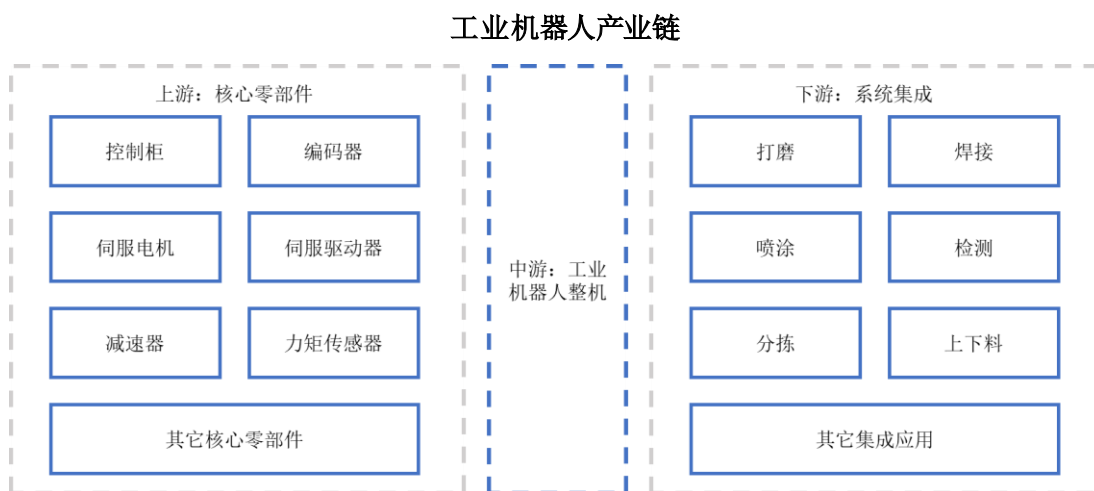 工业机器人产业链
上游：核心零部件
控制柜
编码器
伺服电机
伺服驱动器
减速器
力矩传感器
其它核心零部件
中游：工业
机器人整机
下游：系统集成
打磨
焊接
喷涂
检测
分拣
上下料
其它集成应用